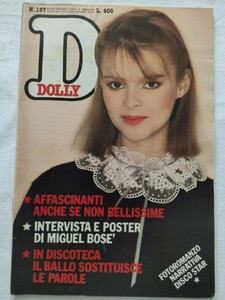 N. 187
L. 400
D
DOLLY
★ AFFASCINANTI
ANCHE SE NON BELLISSIME
★ INTERVISTA E POSTER
DI MIGUEL BOSE'
★ IN DISCOTECA
IL BALLO SOSTITUISCE
LE PAROLE
FOTOROMANZO
NARRATIVA
DISCO STAR
★